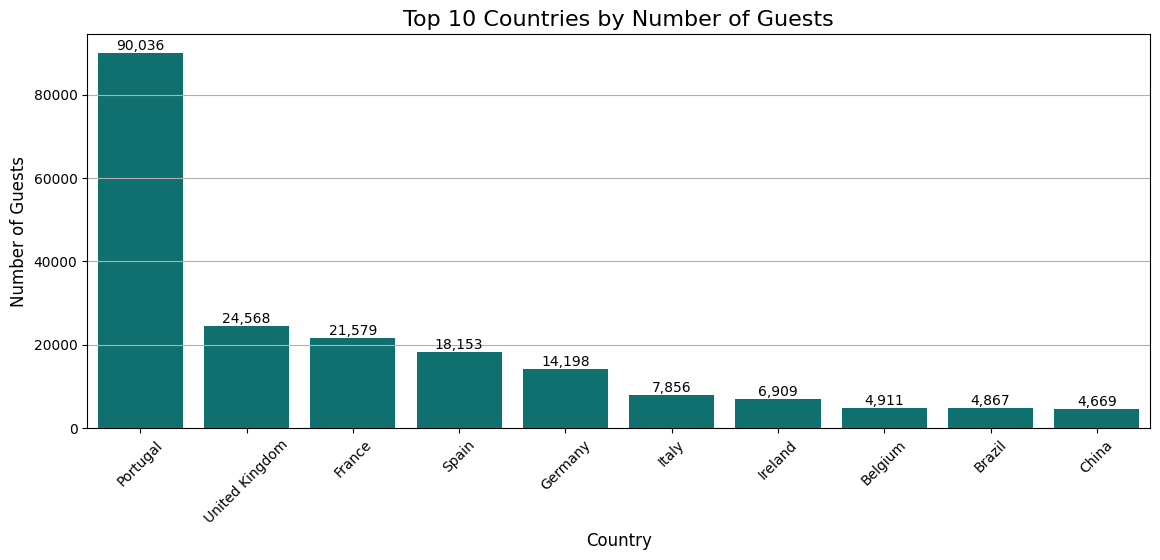 Top 10 Countries by Number of Guests
Number of Guests
80000
60000
40000
20000
0
90,036
24,568
21,579
18,153
14,198
7,856
6,909
4,911
4,867
4,669
Portugal
United Kingdom
France
Spain
Germany
Italy
Ireland
Belgium
Brazil
China
Country